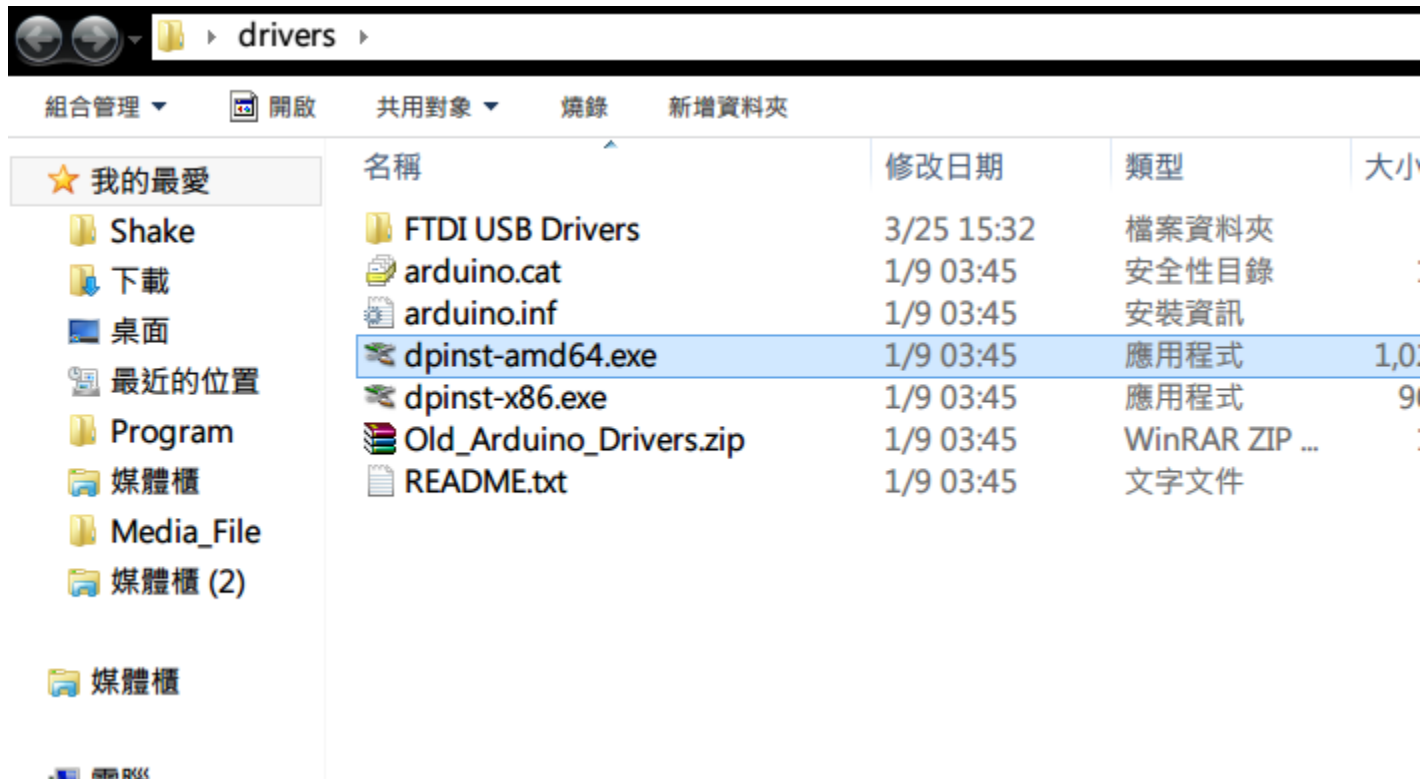 drivers
組合管理 開啟 共用對象 燒錄 新增資料夾
我的最愛
Shake
下載
桌面
最近的位置
Program
媒體櫃
Media_File
媒體櫃 (2)
媒體櫃
名稱 修改日期 類型 大小
FTDI USB Drivers 3/25 15:32 檔案資料夾
arduino.cat 1/9 03:45 安全性目錄
arduino.inf 1/9 03:45 安裝資訊
dpinst-amd64.exe 1/9 03:45 應用程式
dpinst-x86.exe 1/9 03:45 應用程式
Old_Arduino_Drivers.zip 1/9 03:45 WinRAR ZIP ...
README.txt 1/9 03:45 文字文件